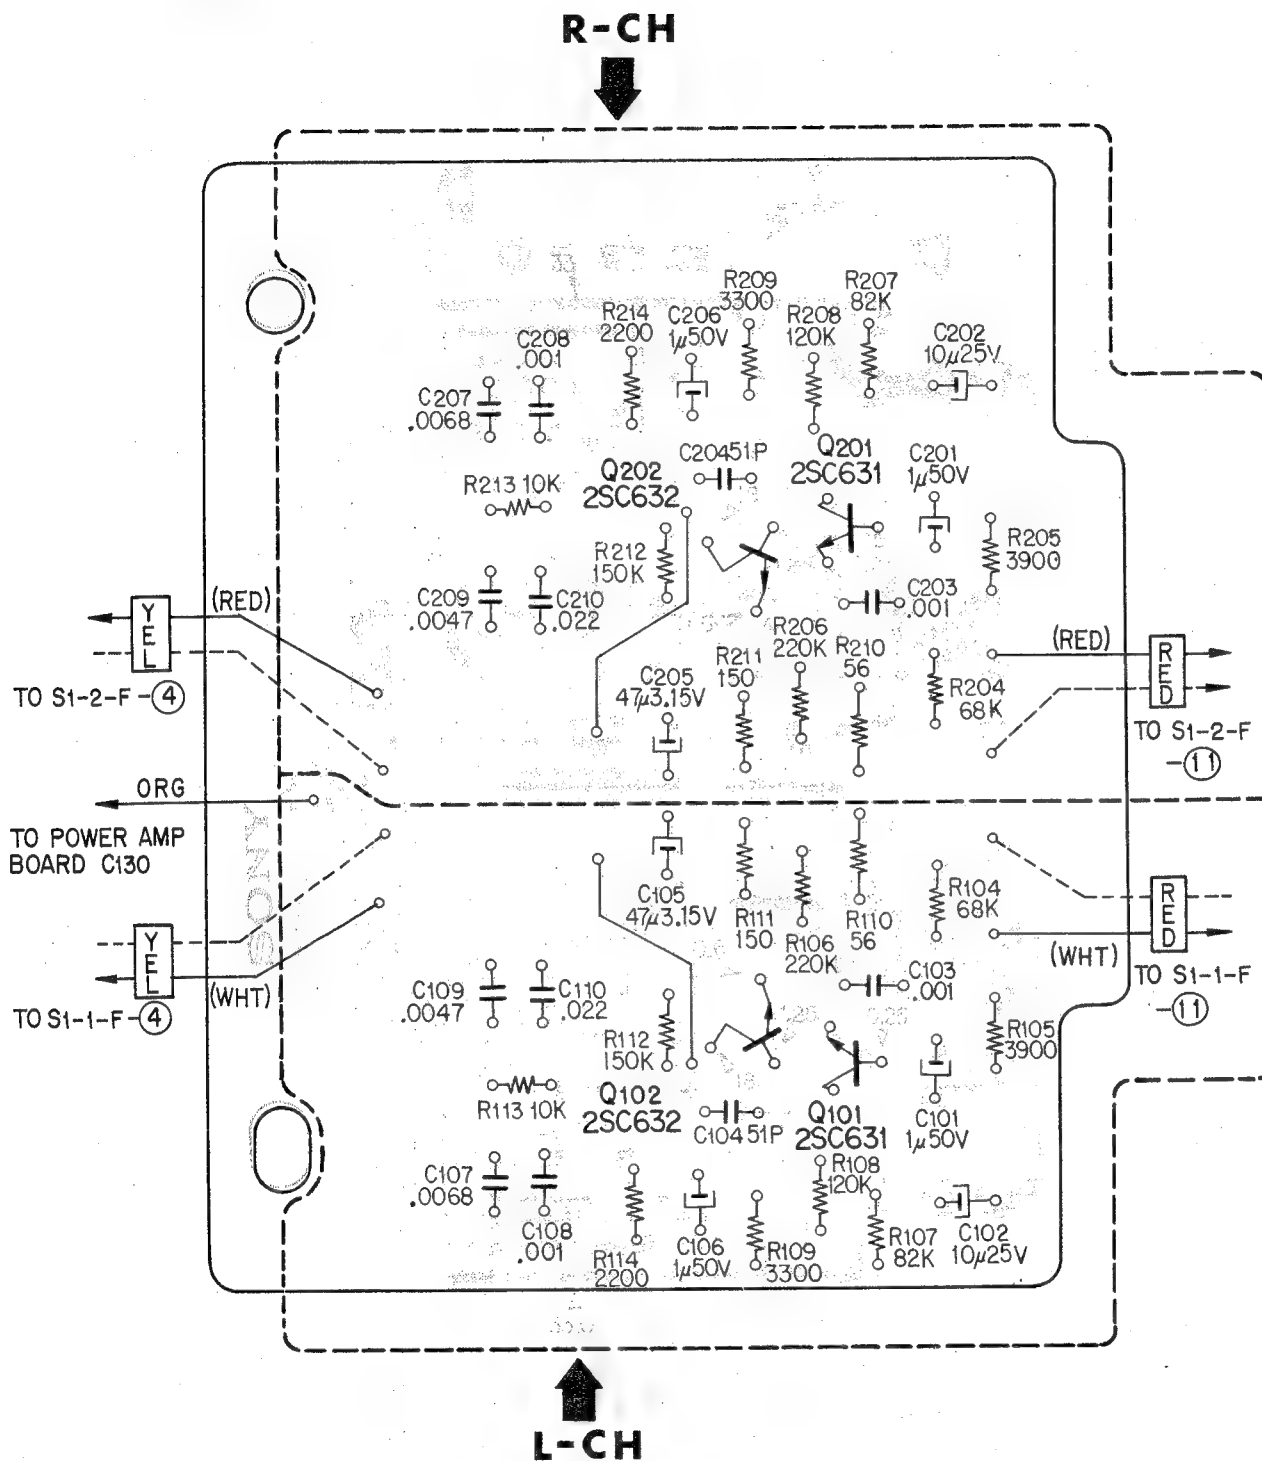 R-CH
R209
3300
R207
82K
R214
2200
C206
1µ50V
R208
120K
C202
10µ25V
C208
.001
C207
.0068
C20451P
Q201
2SC631
C201
1µ50V
Q202
2SC632
R213 10K
R212
150K
R205
3900
C209
.0047
C210
.022
C203
.001
(RED)
YEL
TO S1-2-F-④
R206
220K
R210
56
R211
150
(RED)
RED
C205
47µ3.15V
R204
68K
TO S1-2-F
-⑪
ORG
TO POWER AMP
BOARD C130
SONY
C105
47µ3.15V
R111
150
R106
220K
R110
56
R104
68K
RED
(WHT)
TO S1-1-F
-⑪
YEL
(WHT)
TO S1-1-F-④
C109
.0047
C110
.022
C103
.001
R112
150K
R105
3900
R113 10K
Q102
2SC632
C10451P
Q101
2SC631
C101
1µ50V
C107
.0068
C108
.001
R108
120K
R114
2200
C106
1µ50V
R109
3300
R107
82K
C102
10µ25V
L-CH